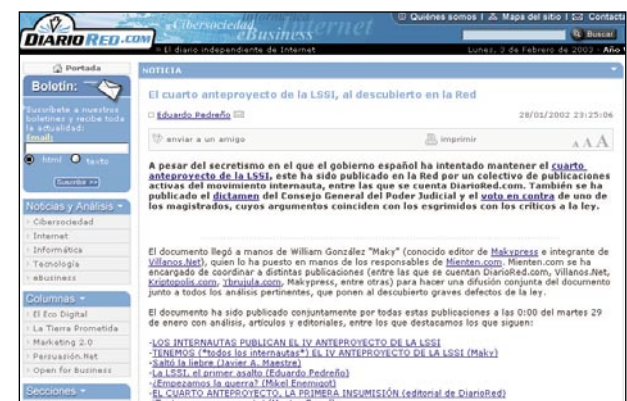 Quiénes somos | Mapa del sitio | Contacta
Cibersociedad
eBusiness
Internet
DIARIORED.COM
Buscar
El diario independiente de Internet
Lunes, 3 de Febrero de 2003 - Año
Portada
NOTICIA
Boletín:
Suscríbete a nuestros
boletines y recibe toda
la actualidad:
Email:
html texto
Suscribir >>
Noticias y Análisis
Cibersociedad
Internet
Informática
Tecnología
eBusiness
Columnas
El Eco Digital
La Tierra Prometida
Marketing 2.0
Persuasión.Net
Open for Business
Secciones
El cuarto anteproyecto de la LSSI, al descubierto en la Red
Eduardo Pedreño
28/01/2002 23:25:06
enviar a un amigo
imprimir
A A A
A pesar del secretismo en el que el gobierno español ha intentado mantener el cuarto
anteproyecto de la LSSI, este ha sido publicado en la Red por un colectivo de publicaciones
activas del movimiento internauta, entre las que se cuenta DiarioRed.com. También se ha
publicado el dictamen del Consejo General del Poder Judicial y el voto en contra de uno de
los magistrados, cuyos argumentos coinciden con los esgrimidos con los críticos a la ley.
El documento llegó a manos de William González "Maky" (conocido editor de Makypress e integrante de
Villanos.Net), quien lo ha puesto en manos de los responsables de Mienten.com. Mienten.com se ha
encargado de coordinar a distintas publicaciones (entre las que se cuentan DiarioRed.com, Villanos.Net,
Kriptopolis.com, Ybrujula.com, Makypress, entre otras) para hacer una difusión conjunta del documento
junto a todos los análisis pertinentes, que ponen al descubierto graves defectos de la ley.
El documento ha sido publicado conjuntamente por todas estas publicaciones a las 0:00 del martes 29
de enero con análisis, artículos y editoriales, entre los que destacamos los que siguen:
-LOS INTERNAUTAS PUBLICAN EL IV ANTEPROYECTO DE LA LSSI
-TENEMOS (*todos los internautas*) EL IV ANTEPROYECTO DE LA LSSI (Maky)
-Saltó la liebre (Javier A. Maestre)
-La LSSI, el primer asalto (Eduardo Pedreño)
-¿Empezamos la guerra? (Mikel Enemigot)
-EL CUARTO ANTEPROYECTO, LA PRIMERA INSUMISIÓN (editorial de DiarioRed)